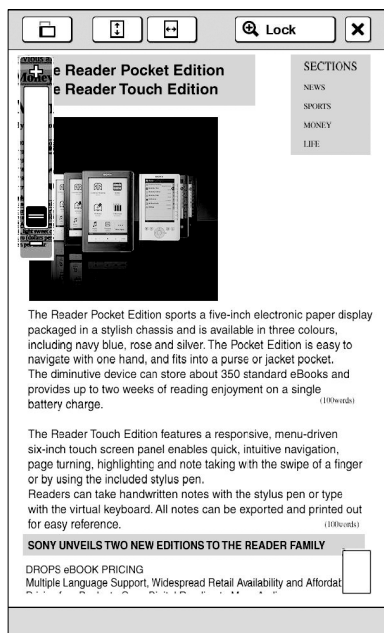 Lock
e Reader Pocket Edition
e Reader Touch Edition
SECTIONS
NEWS
SPORTS
MONEY
LIFE
Money
The Reader Pocket Edition sports a five-inch electronic paper display
packaged in a stylish chassis and is available in three colours,
including navy blue, rose and silver. The Pocket Edition is easy to
navigate with one hand, and fits into a purse or jacket pocket.
The diminutive device can store about 350 standard eBooks and
provides up to two weeks of reading enjoyment on a single
battery charge.
(100words)
The Reader Touch Edition features a responsive, menu-driven
six-inch touch screen panel enables quick, intuitive navigation,
page turning, highlighting and note taking with the swipe of a finger
or by using the included stylus pen.
Readers can take handwritten notes with the stylus pen or type
with the virtual keyboard. All notes can be exported and printed out
for easy reference.
(100words)
SONY UNVEILS TWO NEW EDITIONS TO THE READER FAMILY
DROPS eBOOK PRICING
Multiple Language Support, Widespread Retail Availability and Affordab